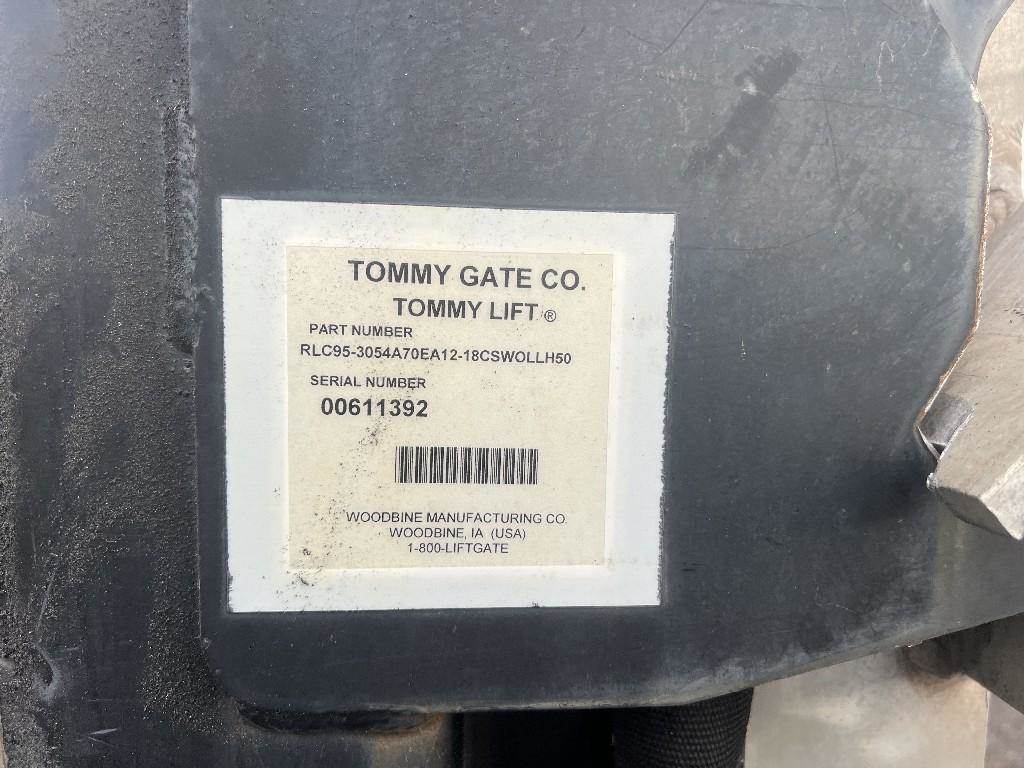 TOMMY GATE CO.
TOMMY LIFT®
PART NUMBER
RLC95-3054A70EA12-18CSWOLLH50
SERIAL NUMBER
00611392
WOODBINE MANUFACTURING CO.
WOODBINE, IA (USA)
1-800-LIFTGATE